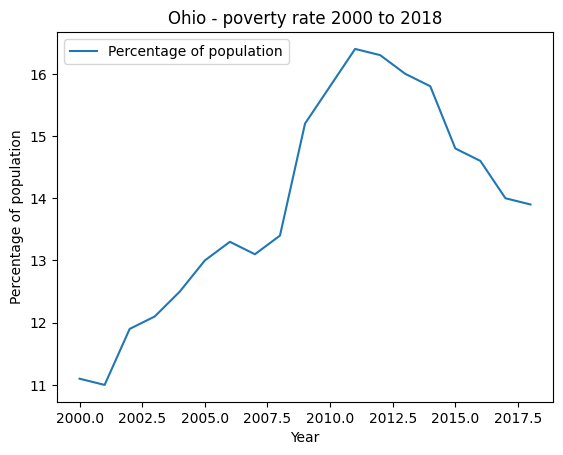 Ohio - poverty rate 2000 to 2018
Percentage of population
Percentage of population
16
15
14
13
12
11
2000.0 2002.5 2005.0 2007.5 2010.0 2012.5 2015.0 2017.5
Year